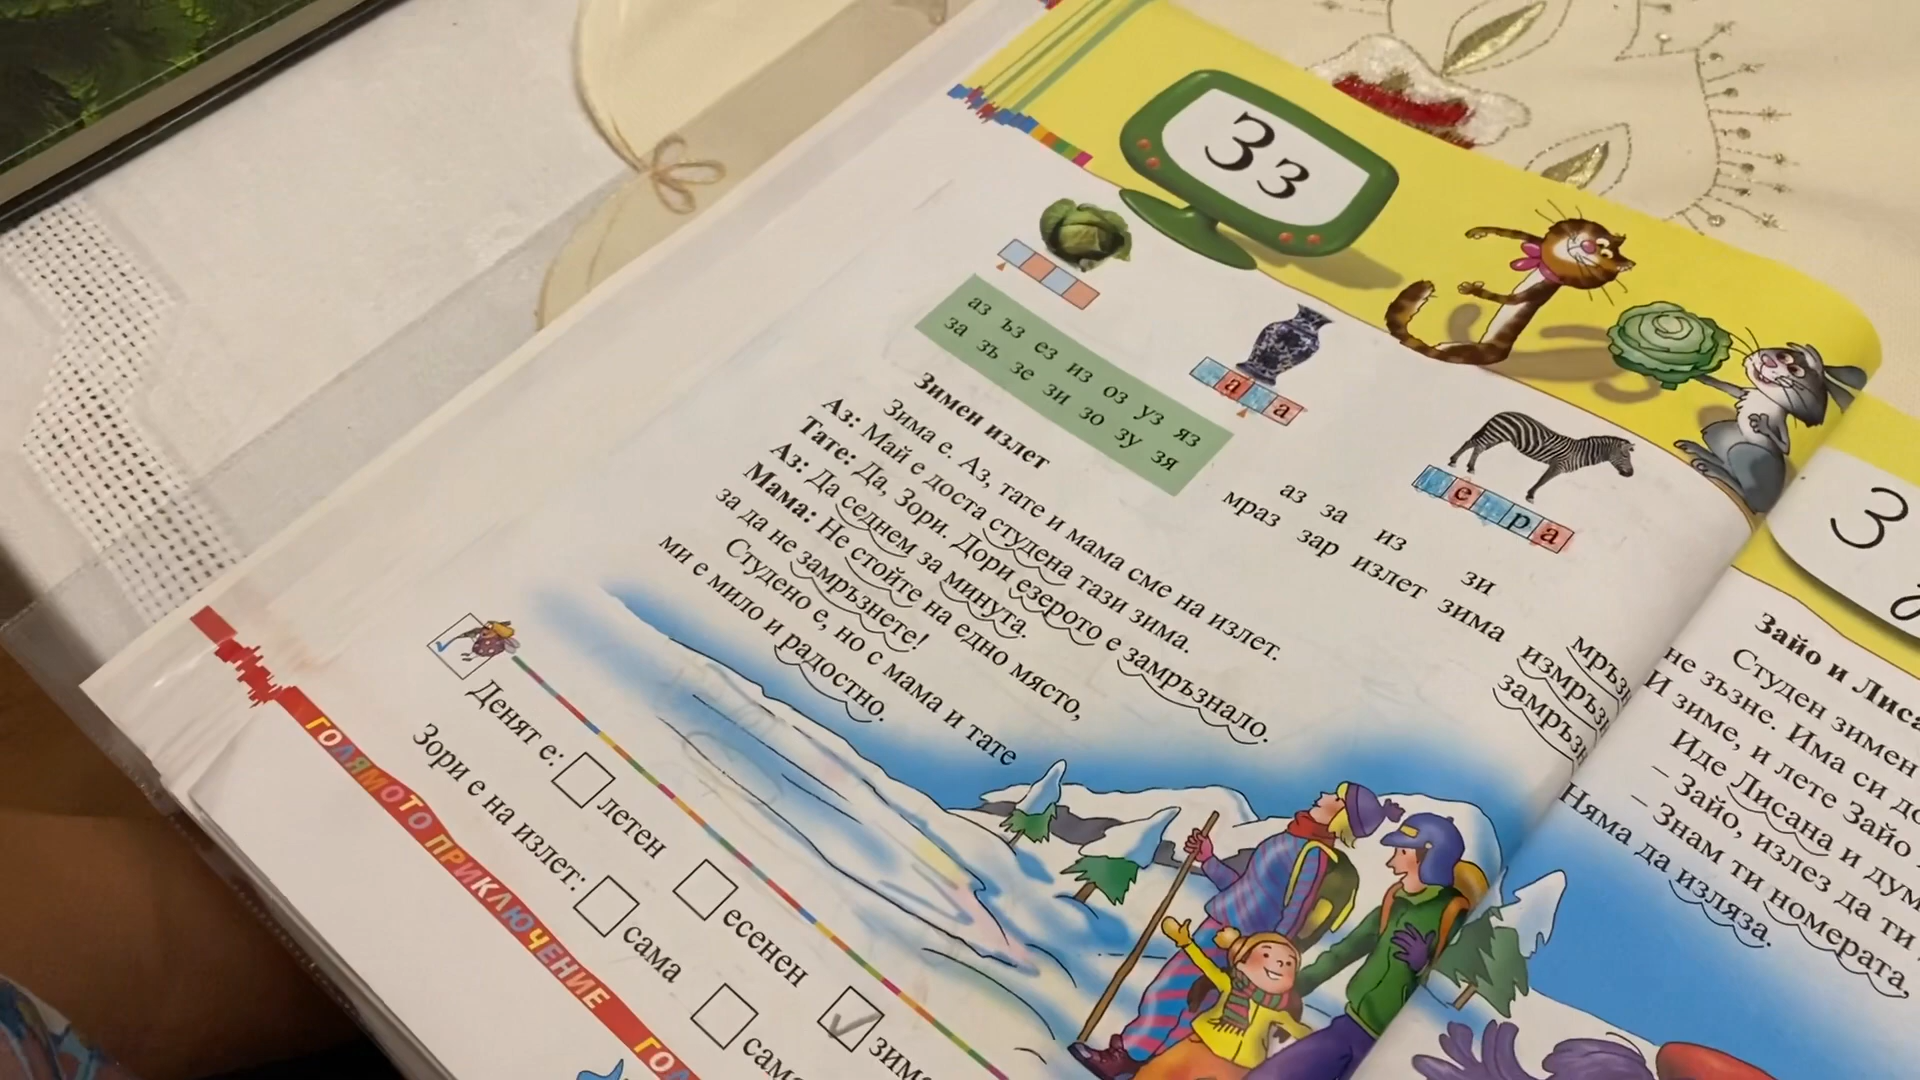 Зз
аз ъз ез из оз уз яз
за зъ зе зи зо зу зя
а а
е р а
аз за из зи
мраз зар излет зима
Зимен излет
Зима е. Аз, тате и мама сме на излет.
Аз: Май е доста студена тази зима.
Тате: Да, Зори. Дори езерото е замръзнало.
Аз: Да седнем за минута.
Мама: Не стойте на едно място,
за да не замръзнете!
Студено е, но с мама и тате
ми е мило и радостно.
Денят е: летен есенен
Зори е на излет: сама
ГОЛЯМОТО ПРИКЛЮЧЕНИЕ
З
Зайо и
Студен зимен
не зъзне. Има си
И зиме, и лете Зайо
Иде Лисана и
– Зайо, излез да ти
– Знам ти номерата,
Няма да изляза.